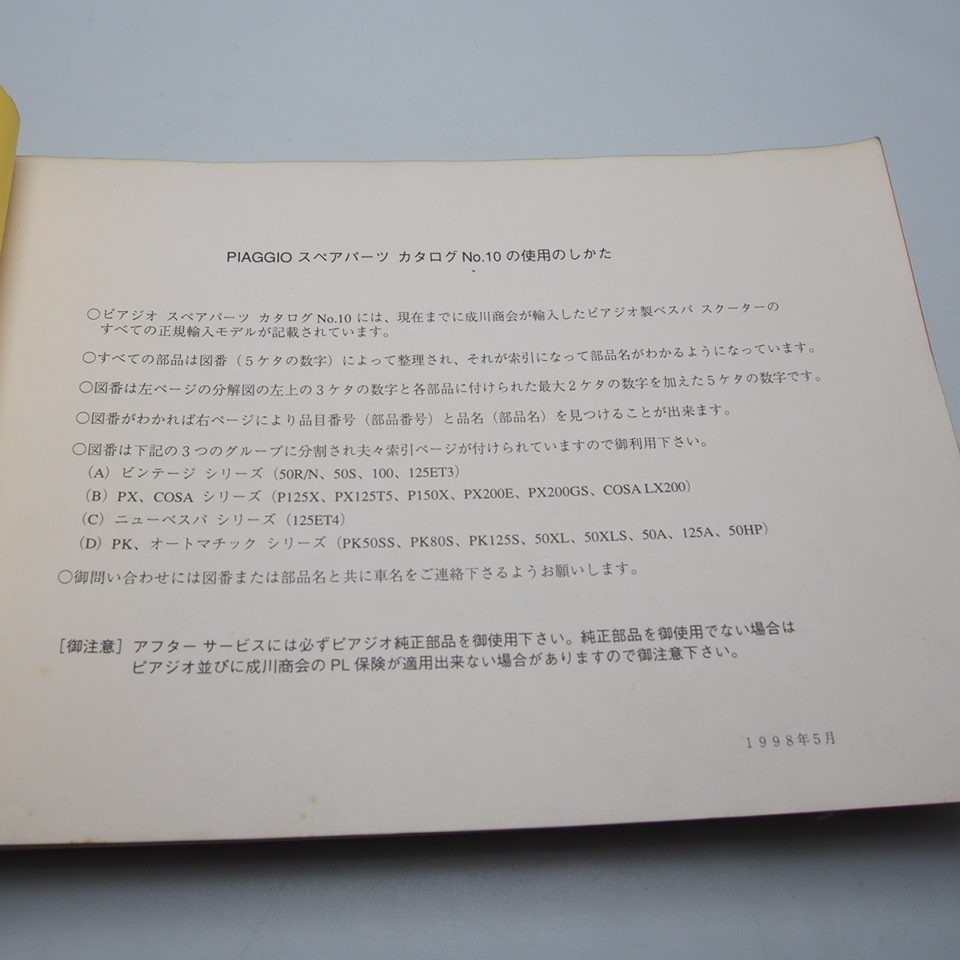 PIAGGIO スペアパーツ カタログ No.10 の使用のしかた
○ピアジオ スペアパーツ カタログ No.10 には、現在までに成川商会が輸入したピアジオ製ベスパ スクーターの
すべての正規輸入モデルが記載されています。
○すべての部品は図番（5ケタの数字）によって整理され、それが索引になって部品名がわかるようになっています。
○図番は左ページの分解図の左上の3ケタの数字と各部品に付けられた最大2ケタの数字を加えた5ケタの数字です。
○図番がわかれば右ページにより品目番号（部品番号）と品名（部品名）を見つけることが出来ます。
○図番は下記の3つのグループに分割され夫々索引ページが付けられていますので御利用下さい。
（A）ビンテージ シリーズ（50R/N、50S、100、125ET3）
（B）PX、COSA シリーズ（P125X、PX125T5、P150X、PX200E、PX200GS、COSA LX200）
（C）ニューベスパ シリーズ（125ET4）
（D）PK、オートマチック シリーズ（PK50SS、PK80S、PK125S、50XL、50XLS、50A、125A、50HP）
○御問い合わせには図番または部品名と共に車名をご連絡下さるようお願いします。
［御注意］アフター サービスには必ずピアジオ純正部品を御使用下さい。純正部品を御使用でない場合は
ピアジオ並びに成川商会の PL 保険が適用出来ない場合がありますので御注意下さい。
1998年5月